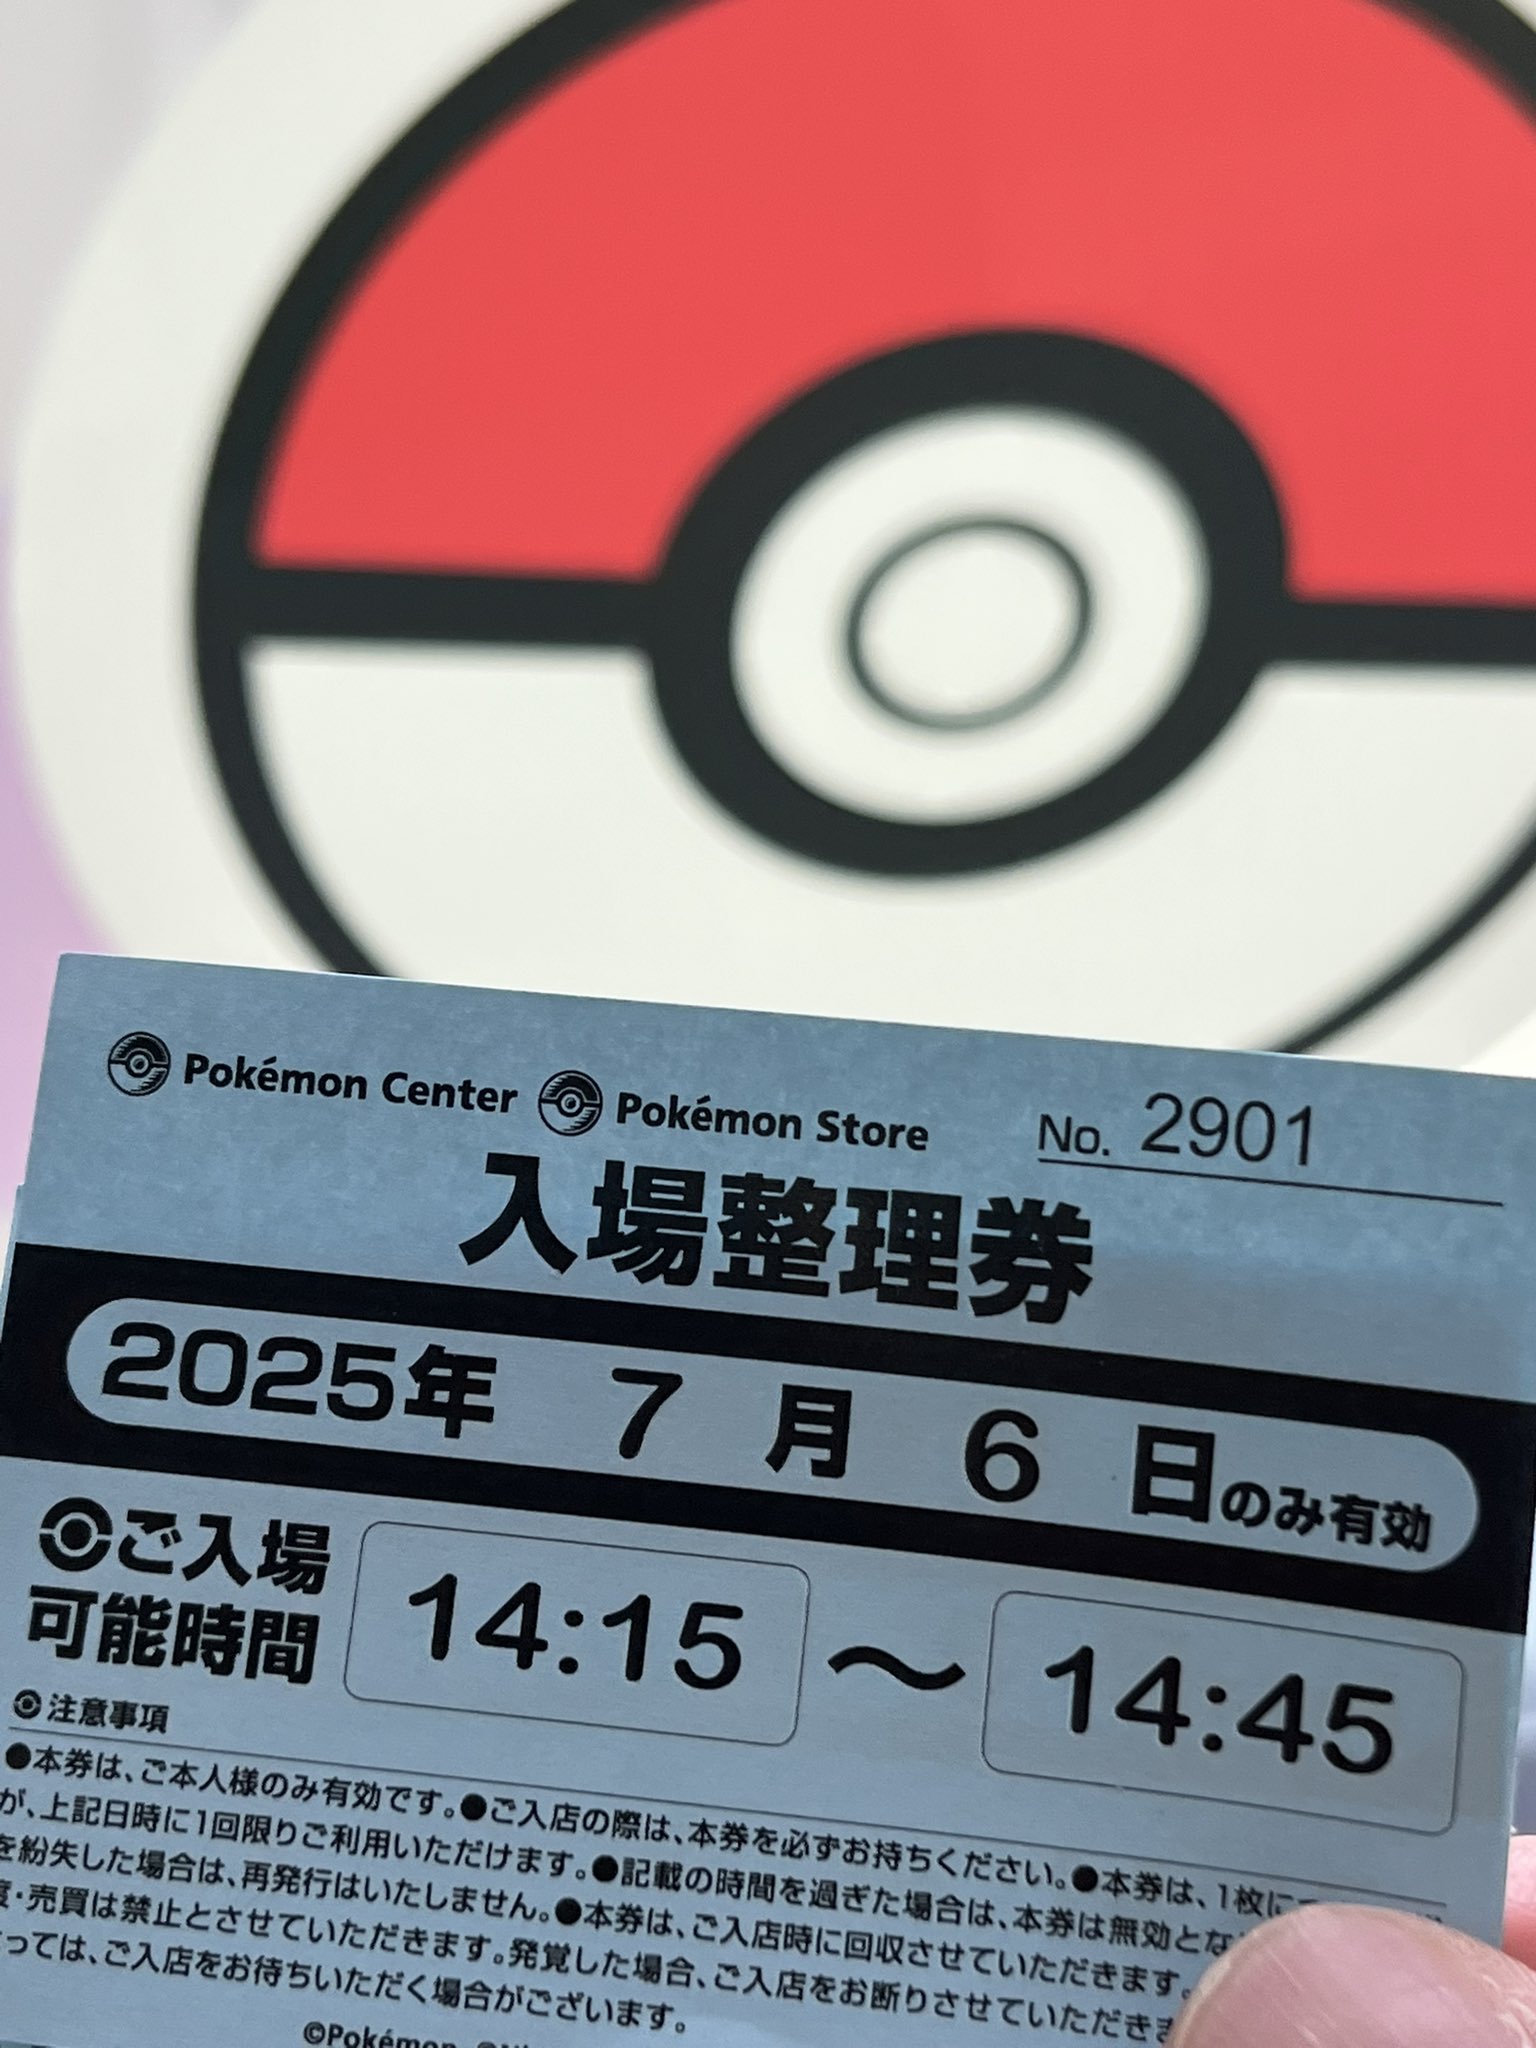 Pokémon Center Pokémon Store No. 2901
入場整理券
2025年 7月 6日のみ有効
ご入場
可能時間
14:15 〜 14:45
注意事項
●本券は、ご本人様のみ有効です。●ご入店の際は、本券を必ずお持ちください。●本券は、1枚に
が、上記日時に1回限りご利用いただけます。●記載の時間を過ぎた場合は、本券は無効とな
を紛失した場合は、再発行はいたしません。●本券は、ご入店時に回収させていただきます。
・売買は禁止とさせていただきます。発覚した場合、ご入店をお断りさせていただきま
っては、ご入店をお待ちいただく場合がございます。
©Pokémon.